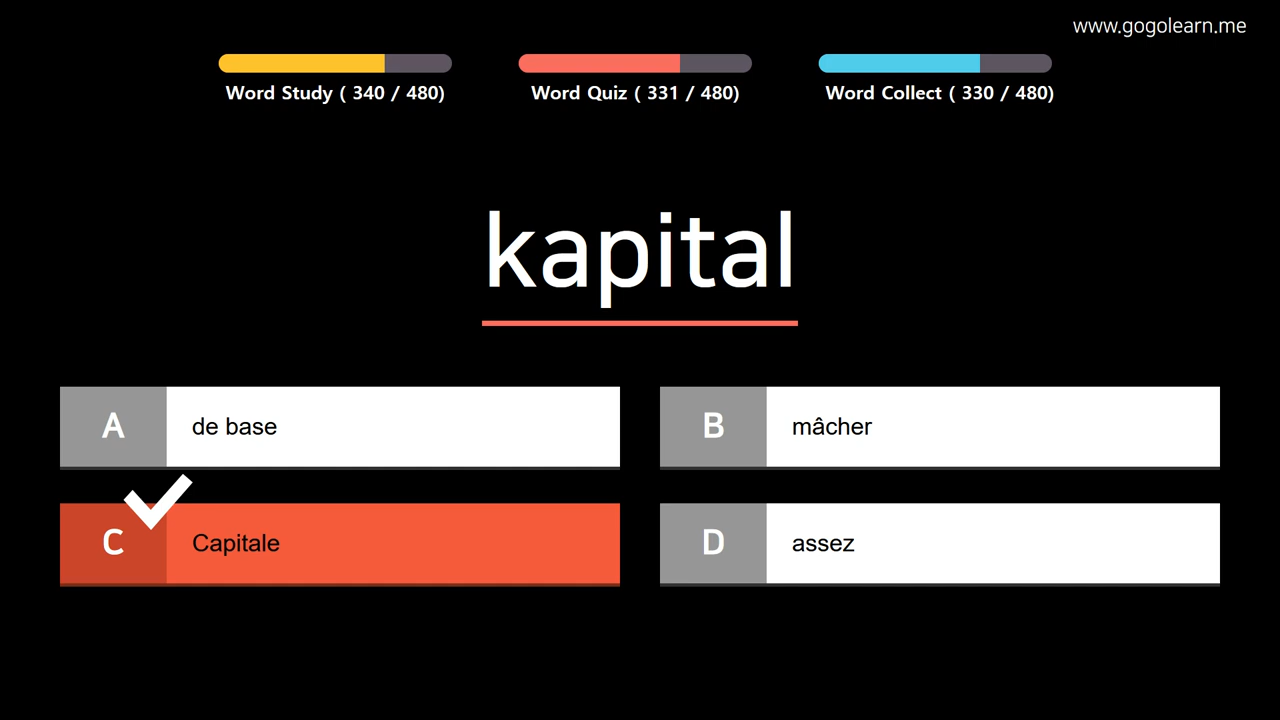 www.gogolearn.me
Word Study ( 340 / 480)
Word Quiz ( 331 / 480)
Word Collect ( 330 / 480)
kapital
A de base
B mâcher
C Capitale
D assez